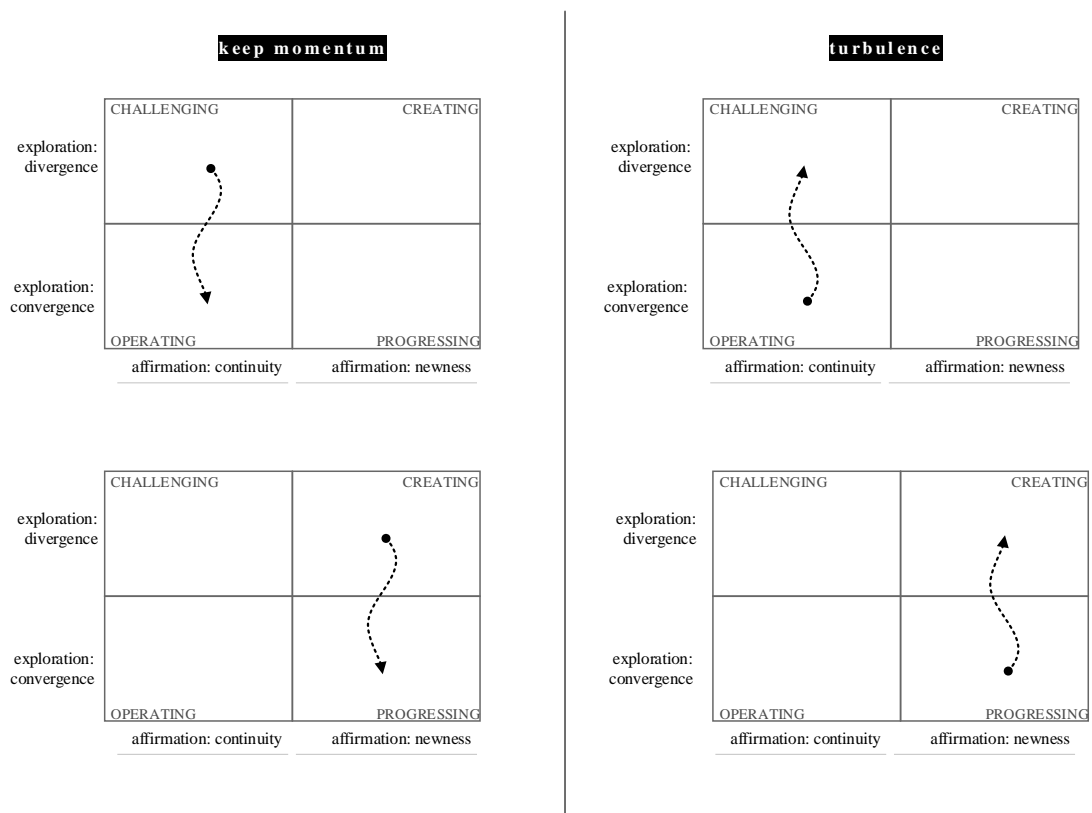 keep momentum
CHALLENGING
CREATING
exploration:
divergence
exploration:
convergence
OPERATING
PROGRESSING
affirmation: continuity
affirmation: newness
CHALLENGING
CREATING
exploration:
divergence
exploration:
convergence
OPERATING
PROGRESSING
affirmation: continuity
affirmation: newness
turbulence
CHALLENGING
CREATING
exploration:
divergence
exploration:
convergence
OPERATING
PROGRESSING
affirmation: continuity
affirmation: newness
CHALLENGING
CREATING
exploration:
divergence
exploration:
convergence
OPERATING
PROGRESSING
affirmation: continuity
affirmation: newness